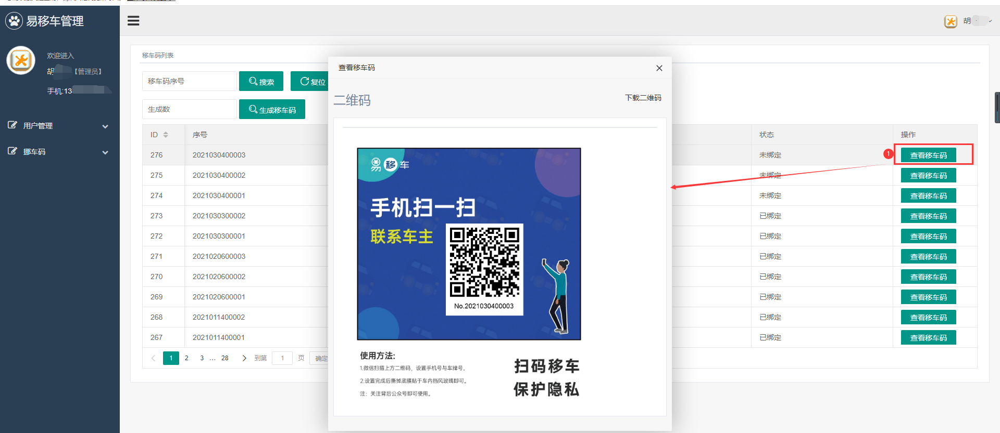 易移车管理
胡
欢迎进入
胡 【管理员】
手机:13
用户管理
挪车码
移车码列表
移车码序号
搜索
复位
生成数
生成移车码
ID 序号 状态 操作
276 2021030400003 未绑定 查看移车码
275 2021030400002 未绑定 查看移车码
274 2021030400001 未绑定 查看移车码
273 2021030300002 已绑定 查看移车码
272 2021030300001 已绑定 查看移车码
271 2021020600003 已绑定 查看移车码
270 2021020600002 已绑定 查看移车码
269 2021020600001 已绑定 查看移车码
268 2021011400002 已绑定 查看移车码
267 2021011400001 已绑定 查看移车码
1 2 3 … 28 到第 1 页 确定
1
查看移车码
二维码
下载二维码
易移车
手机扫一扫
联系车主
No.2021030400003
使用方法:
1.微信扫描上方二维码，设置手机号与车牌号。
2.设置完成后撕掉底膜贴于车内挡风玻璃即可。
注：关注背后公众号即可使用。
扫码移车
保护隐私